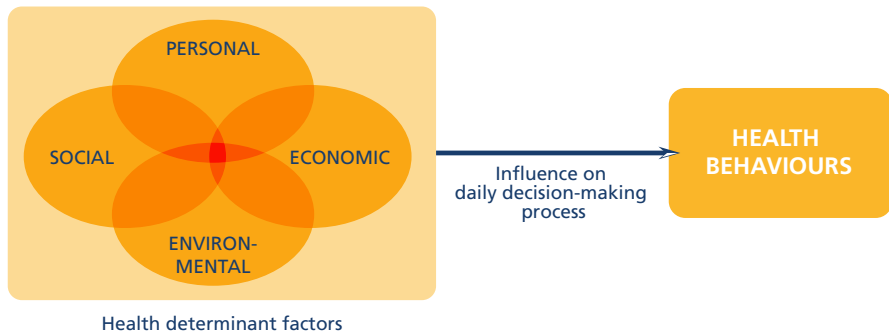 PERSONAL
SOCIAL
ECONOMIC
ENVIRON-
MENTAL
Health determinant factors
Influence on
daily decision-making
process
HEALTH
BEHAVIOURS